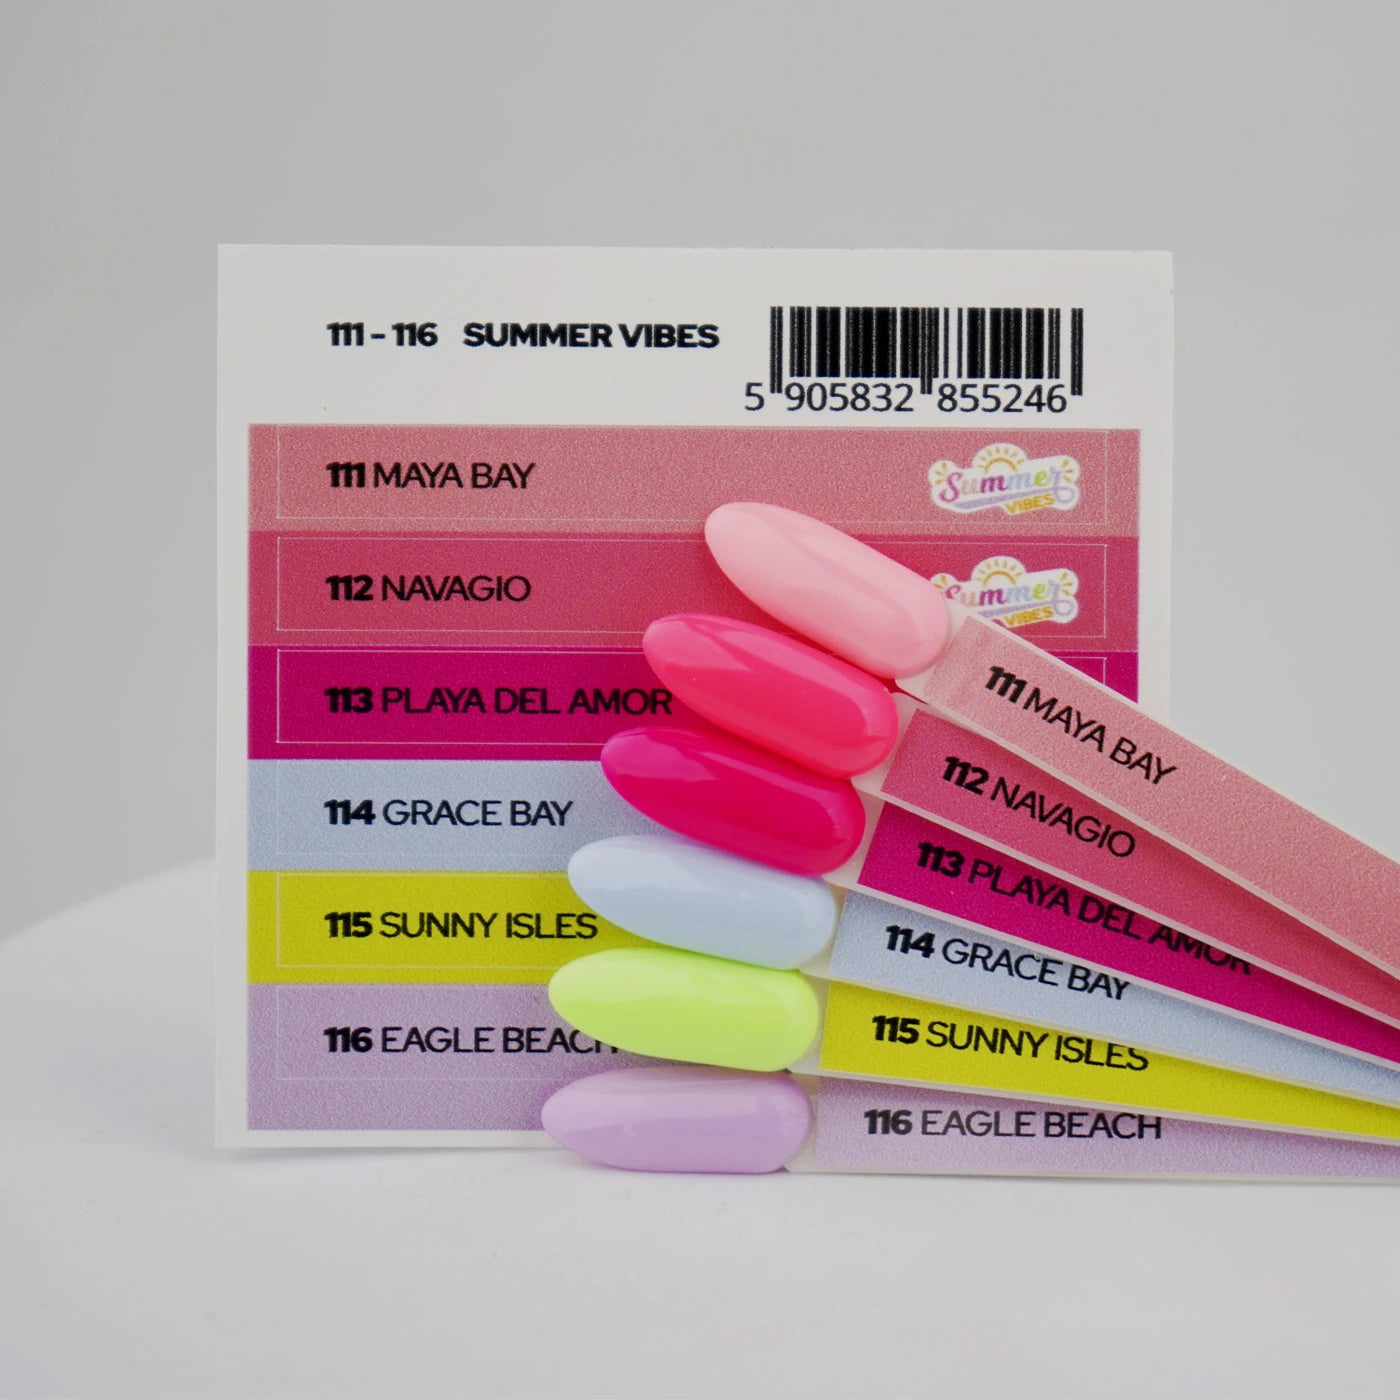 111 - 116 SUMMER VIBES
5 905832 855246
111 MAYA BAY
Summer
VIBES
112 NAVAGIO
Summer
VIBES
113 PLAYA DEL AMOR
114 GRACE BAY
115 SUNNY ISLES
116 EAGLE BEACH
111 MAYA BAY
112 NAVAGIO
113 PLAYA DEL AMOR
114 GRACE BAY
115 SUNNY ISLES
116 EAGLE BEACH